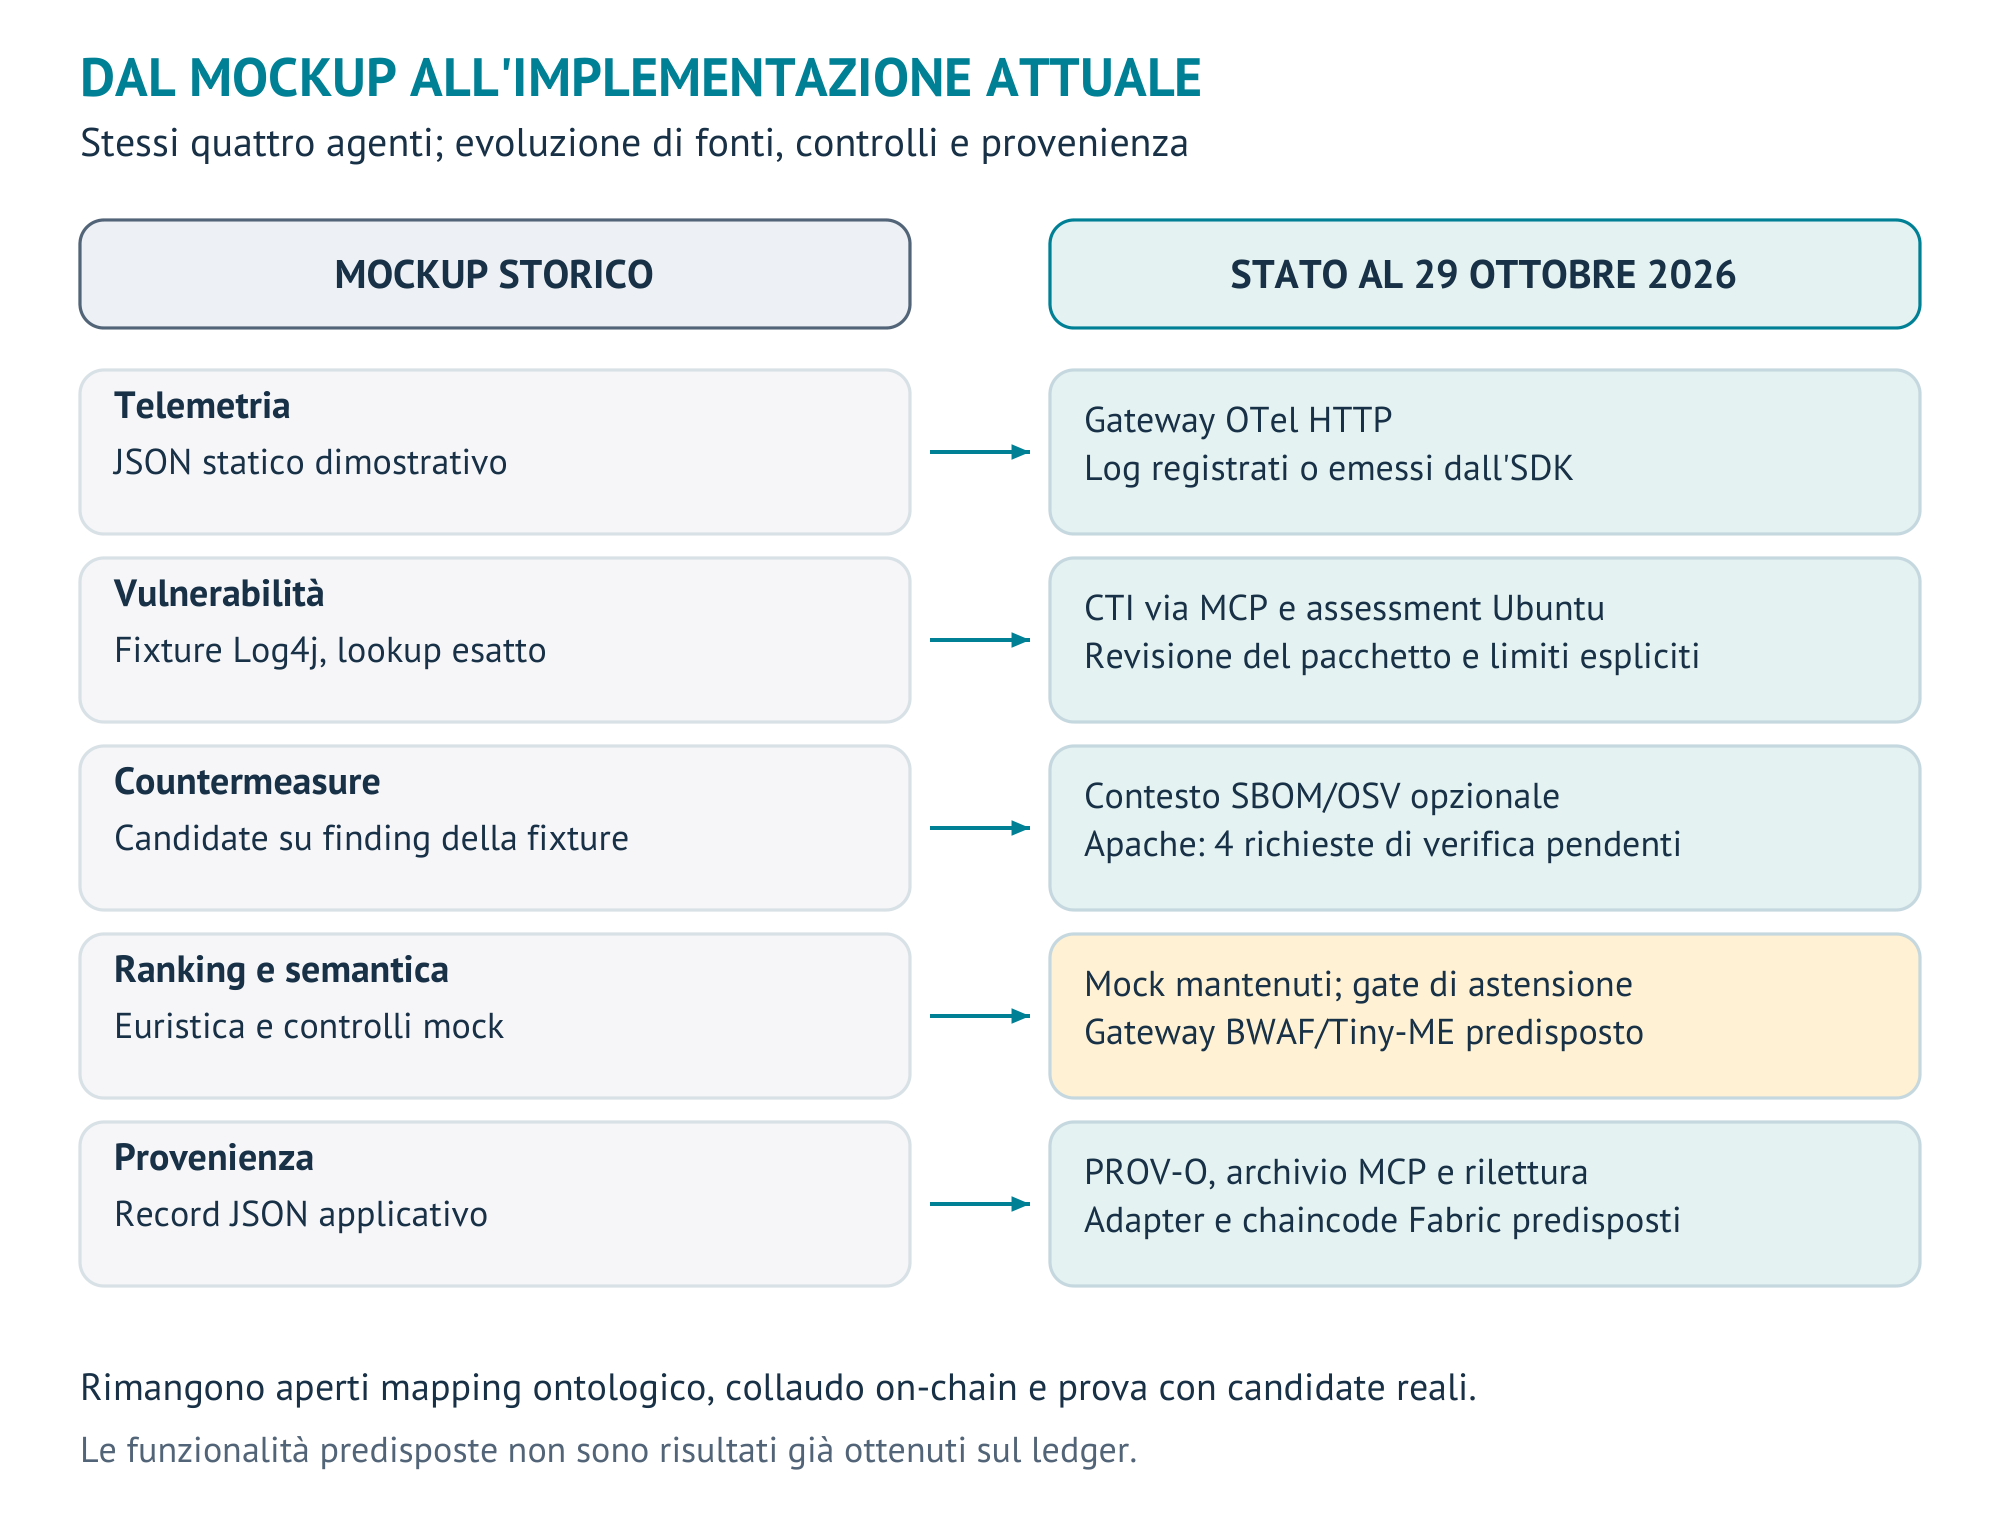 DAL MOCKUP ALL'IMPLEMENTAZIONE ATTUALE
Stessi quattro agenti; evoluzione di fonti, controlli e provenienza
MOCKUP STORICO
STATO AL 29 OTTOBRE 2026
Telemetria
JSON statico dimostrativo
Gateway OTel HTTP
Log registrati o emessi dall'SDK
Vulnerabilità
Fixture Log4j, lookup esatto
CTI via MCP e assessment Ubuntu
Revisione del pacchetto e limiti espliciti
Countermeasure
Candidate su finding della fixture
Contesto SBOM/OSV opzionale
Apache: 4 richieste di verifica pendenti
Ranking e semantica
Euristica e controlli mock
Mock mantenuti; gate di astensione
Gateway BWAF/Tiny-ME predisposto
Provenienza
Record JSON applicativo
PROV-O, archivio MCP e rilettura
Adapter e chaincode Fabric predisposti
Rimangono aperti mapping ontologico, collaudo on-chain e prova con candidate reali.
Le funzionalità predisposte non sono risultati già ottenuti sul ledger.